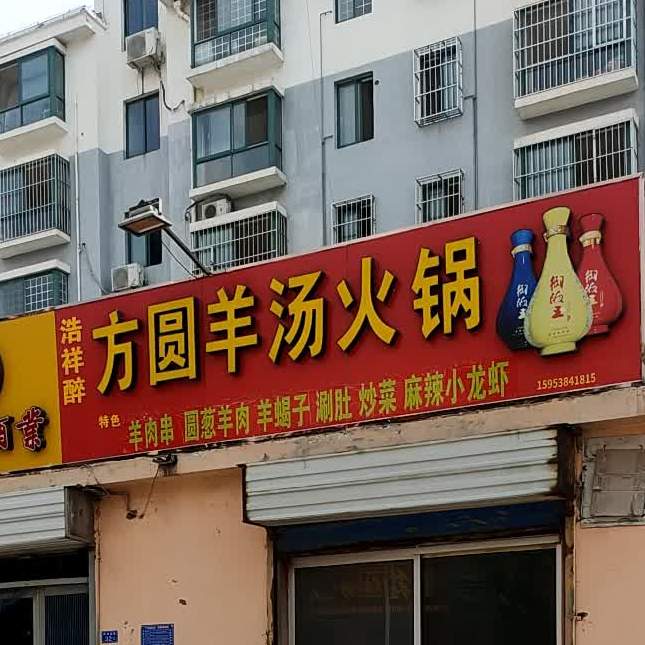 浩祥醉
方圆羊汤火锅
特色
羊肉串 圆葱羊肉 羊蝎子 涮肚 炒菜 麻辣小龙虾
15953841815